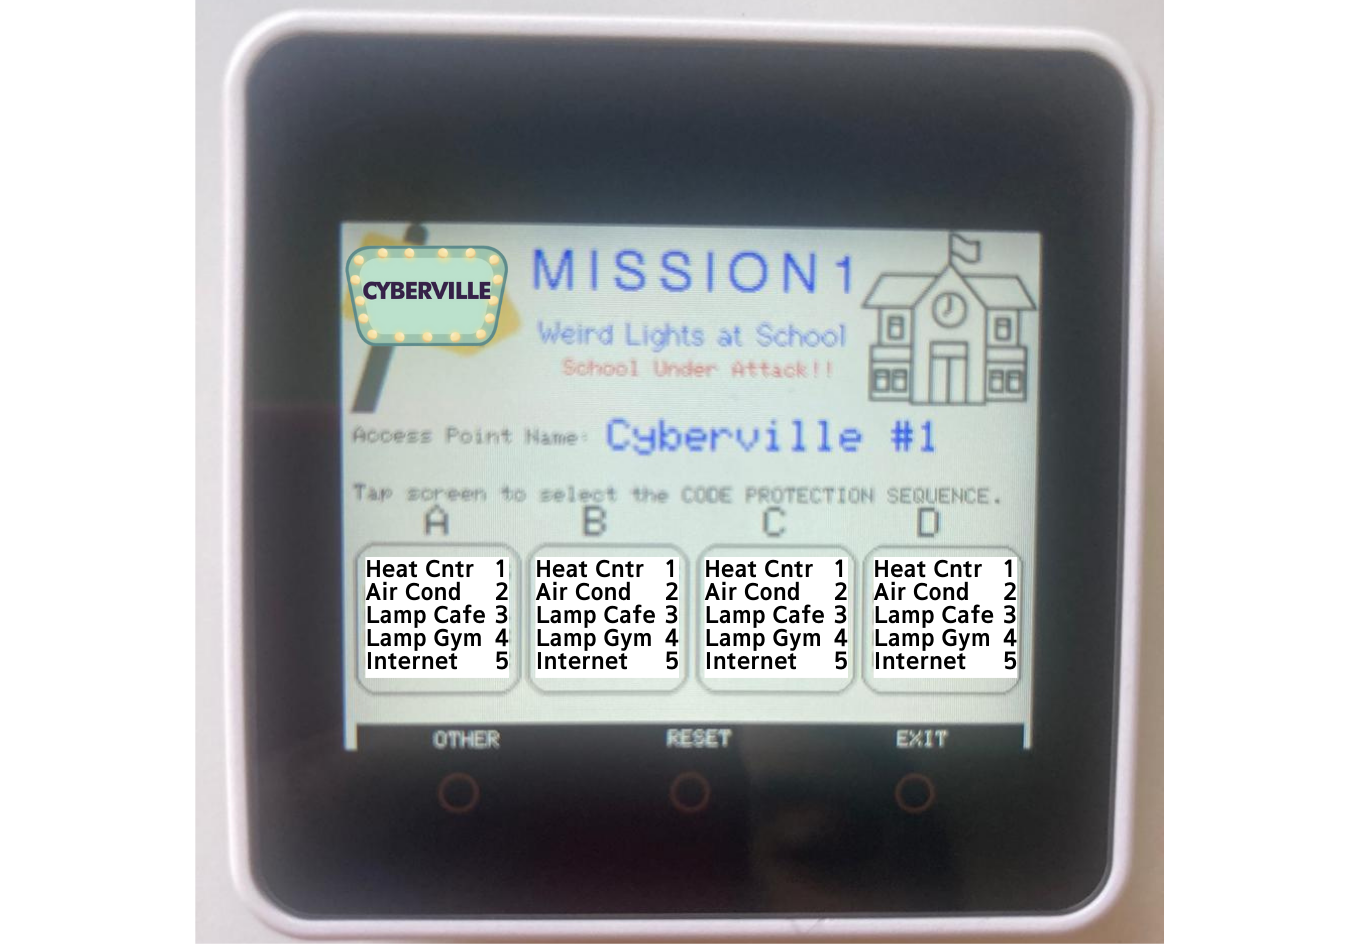 CYBERVILLE
MISSION1
Weird Lights at School
School Under Attack!!
Access Point Name: Cyberville #1
Tap screen to select the CODE PROTECTION SEQUENCE.
A B C D
Heat Cntr 1 Heat Cntr 1 Heat Cntr 1 Heat Cntr 1
Air Cond 2 Air Cond 2 Air Cond 2 Air Cond 2
Lamp Cafe 3 Lamp Cafe 3 Lamp Cafe 3 Lamp Cafe 3
Lamp Gym 4 Lamp Gym 4 Lamp Gym 4 Lamp Gym 4
Internet 5 Internet 5 Internet 5 Internet 5
OTHER RESET EXIT